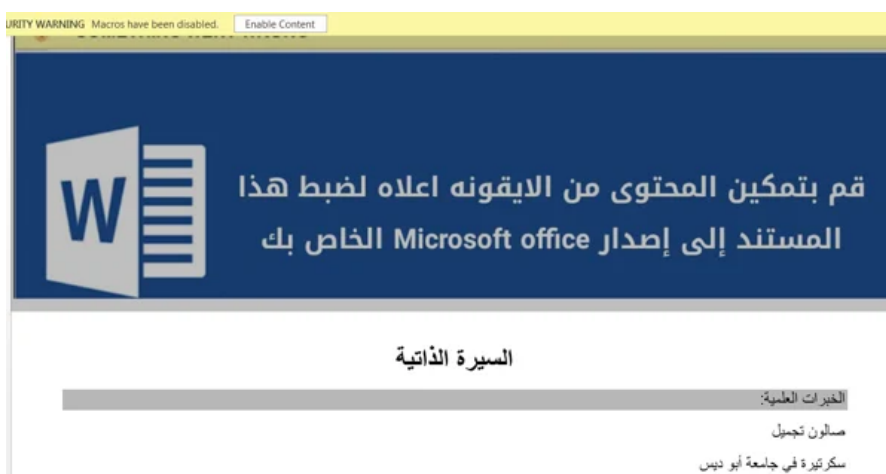 URITY WARNING Macros have been disabled. Enable Content
W
قم بتمكين المحتوى من الايقونه اعلاه لضبط هذا
المستند إلى إصدار Microsoft office الخاص بك
السيرة الذاتية
الخبرات العلمية:
صالون تجميل
سكرتيرة في جامعة أبو ديس